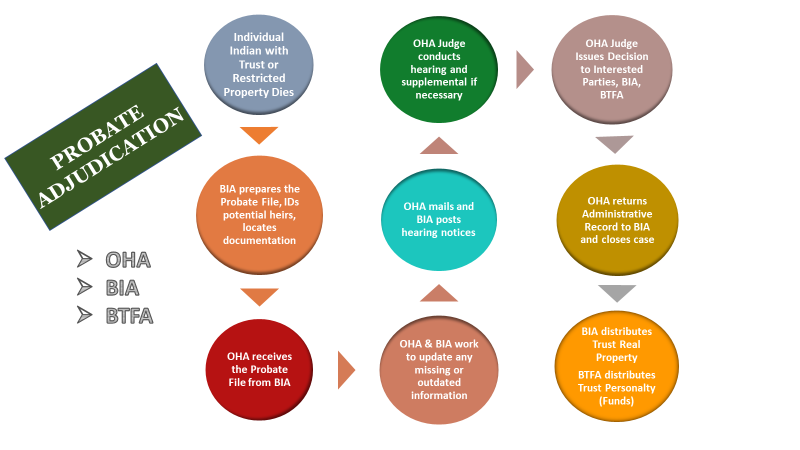 PROBATE
ADJUDICATION
OHA
BIA
BTFA
Individual
Indian with
Trust or
Restricted
Property Dies
BIA prepares the
Probate File, IDs
potential heirs,
locates
documentation
OHA receives
the Probate
File from BIA
OHA & BIA work
to update any
missing or
outdated
information
OHA mails and
BIA posts
hearing notices
OHA Judge
conducts
hearing and
supplemental if
necessary
OHA Judge
Issues Decision
to Interested
Parties, BIA,
BTFA
OHA returns
Administrative
Record to BIA
and closes case
BIA distributes
Trust Real
Property
BTFA distributes
Trust Personalty
(Funds)